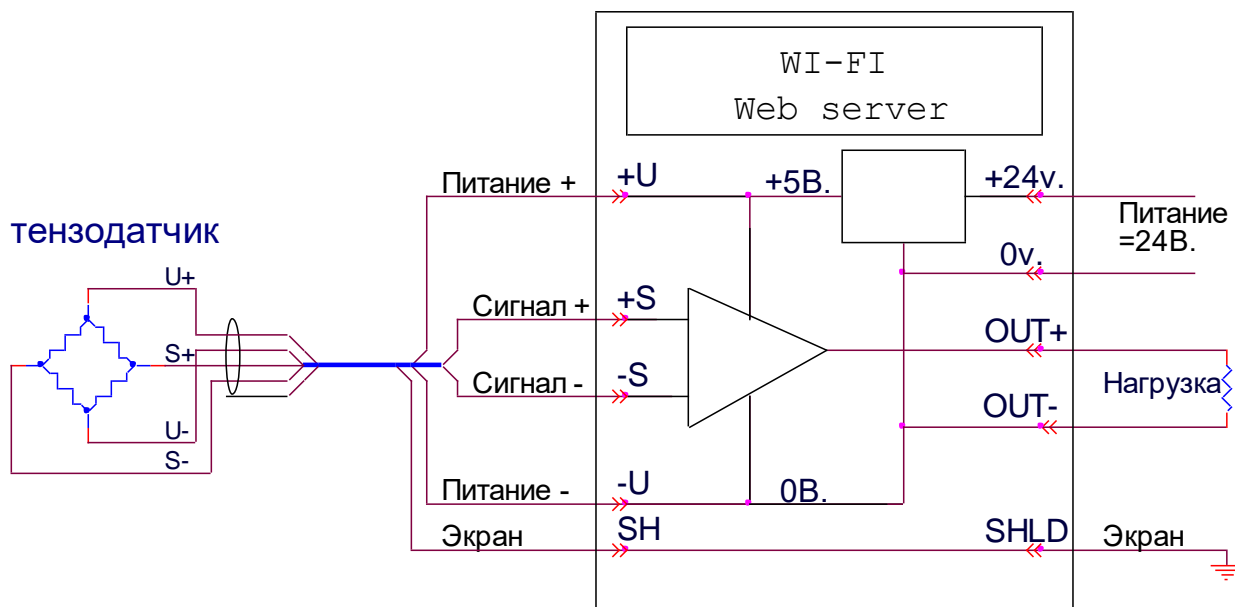 WI-FI
Web server
тензодатчик
U+
S+
U-
S-
Питание +
Сигнал +
Сигнал -
Питание -
Экран
+U
+S
-S
-U
SH
+5В.
0В.
+24v.
0v.
OUT+
OUT-
SHLD
Питание
=24В.
Нагрузка
Экран